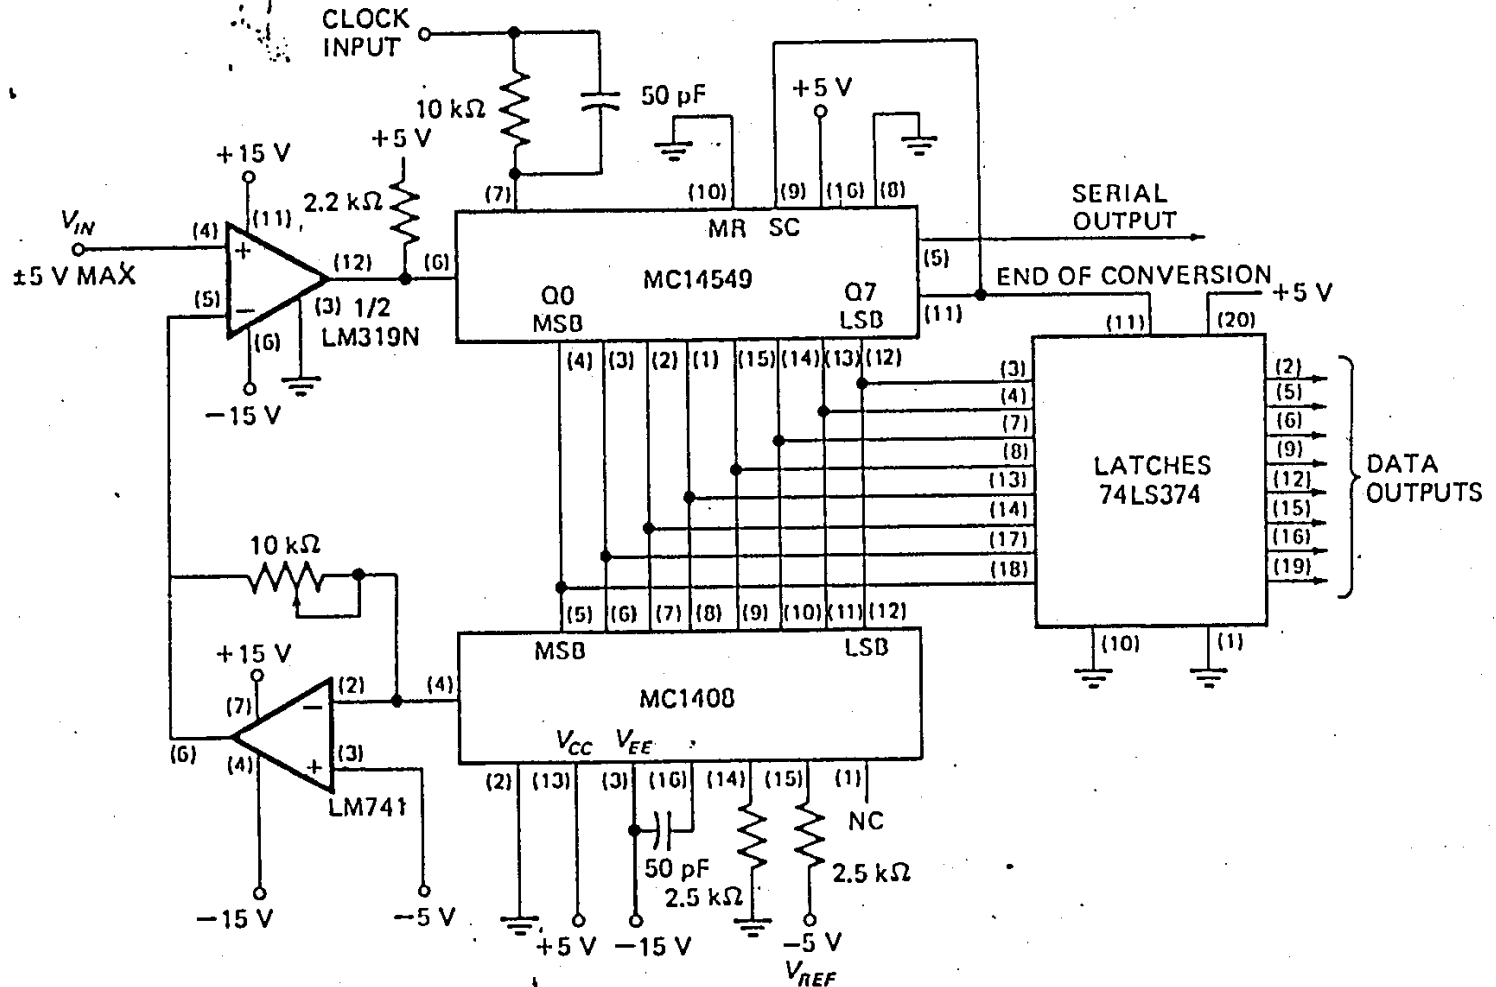 CLOCK
INPUT
10 kΩ
50 pF
+5 V
+5 V
+15 V
2.2 kΩ
(7)
(10)
(9)
(16)
(8)
V_IN
±5 V MAX
(4)
+
(11)
(12)
(6)
MR SC
SERIAL
OUTPUT
(5)
MC14549
(5)
−
(3) 1/2
LM319N
(6)
−15 V
Q0
MSB
Q7
LSB
(11)
END OF CONVERSION
+5 V
(11)
(20)
(4) (3) (2) (1) (15) (14) (13) (12)
(3)
(4)
(7)
(8)
(13)
(14)
(17)
(18)
LATCHES
74LS374
(2)
(5)
(6)
(9)
(12)
(15)
(16)
(19)
DATA
OUTPUTS
(10)
(1)
10 kΩ
(5) (6) (7) (8) (9) (10) (11) (12)
MSB
LSB
MC1408
+15 V
(7)
(2)
−
(4)
(6)
(4)
+
(3)
LM741
−15 V
−5 V
V_CC
V_EE
(2) (13) (3) (16) (14) (15) (1)
NC
50 pF
2.5 kΩ
2.5 kΩ
+5 V
−15 V
−5 V
V_REF